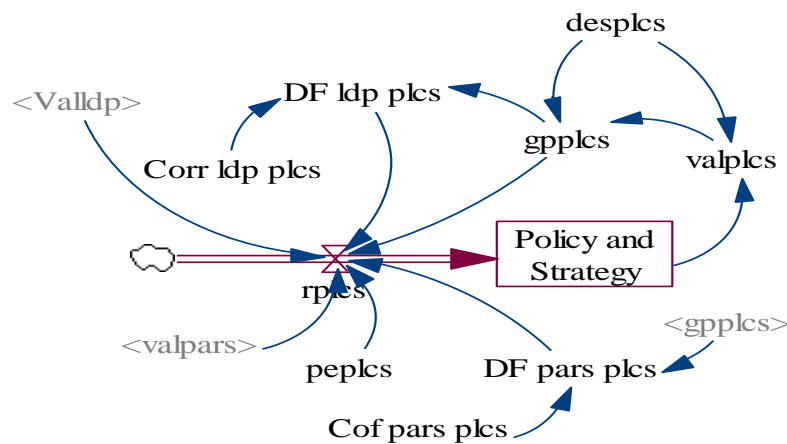 desplcs
<Valldp>
DF ldp plcs
gpplcs
valplcs
Corr ldp plcs
Policy and
Strategy
rplcs
<valpars>
<gpplcs>
peplcs
DF pars plcs
Cof pars plcs